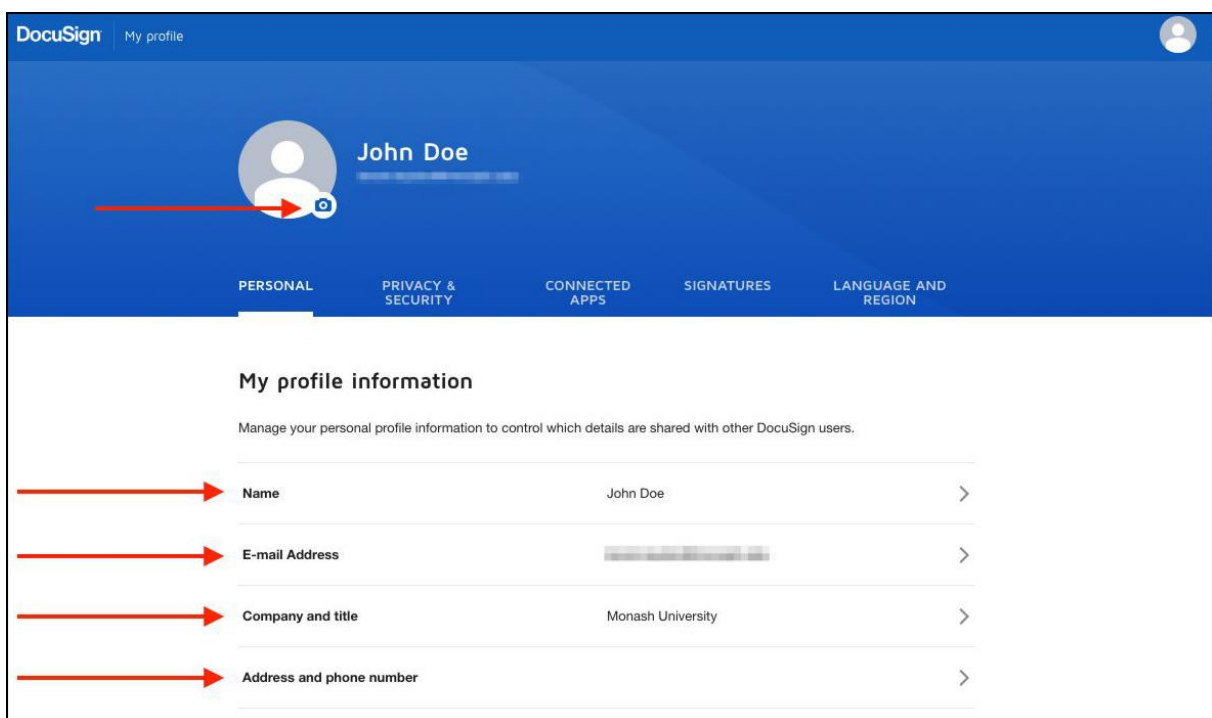 DocuSign My profile
John Doe
PERSONAL PRIVACY & SECURITY CONNECTED APPS SIGNATURES LANGUAGE AND REGION
My profile information
Manage your personal profile information to control which details are shared with other DocuSign users.
Name John Doe
E-mail Address
Company and title Monash University
Address and phone number